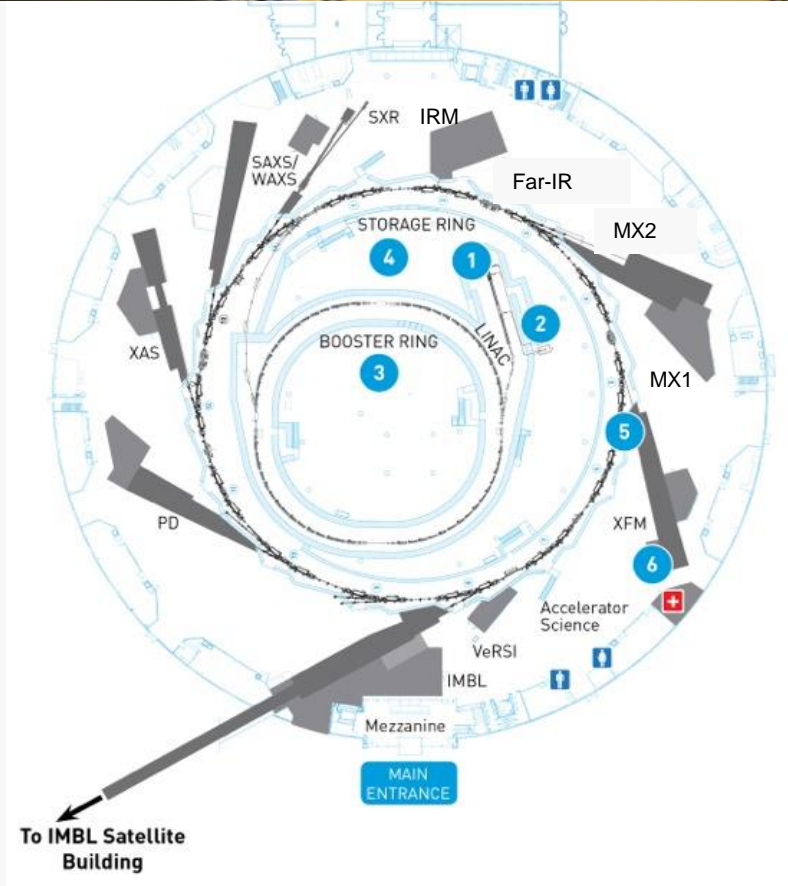 SXR
IRM
SAXS/
WAXS
Far-IR
MX2
STORAGE RING
4
1
LINAC
2
BOOSTER RING
3
XAS
MX1
5
PD
XFM
6
Accelerator
Science
VeRSI
IMBL
Mezzanine
MAIN
ENTRANCE
To IMBL Satellite
Building